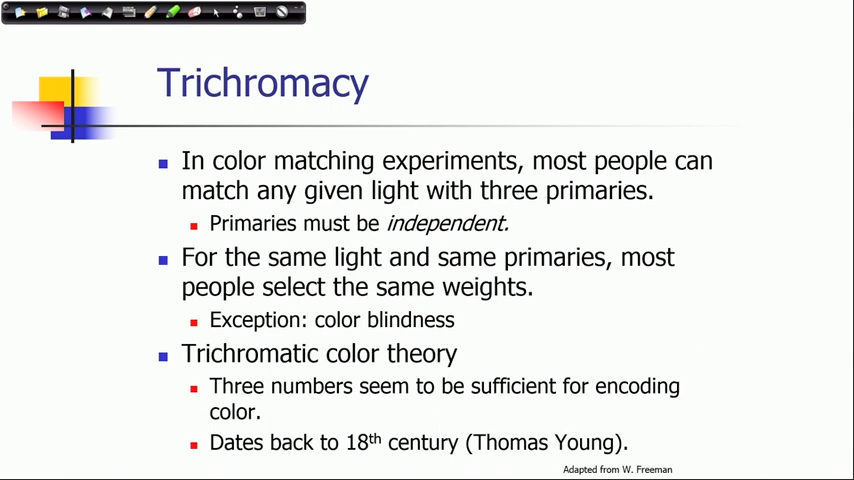 Trichromacy
In color matching experiments, most people can
match any given light with three primaries.
Primaries must be independent.
For the same light and same primaries, most
people select the same weights.
Exception: color blindness
Trichromatic color theory
Three numbers seem to be sufficient for encoding
color.
Dates back to 18th century (Thomas Young).
Adapted from W. Freeman